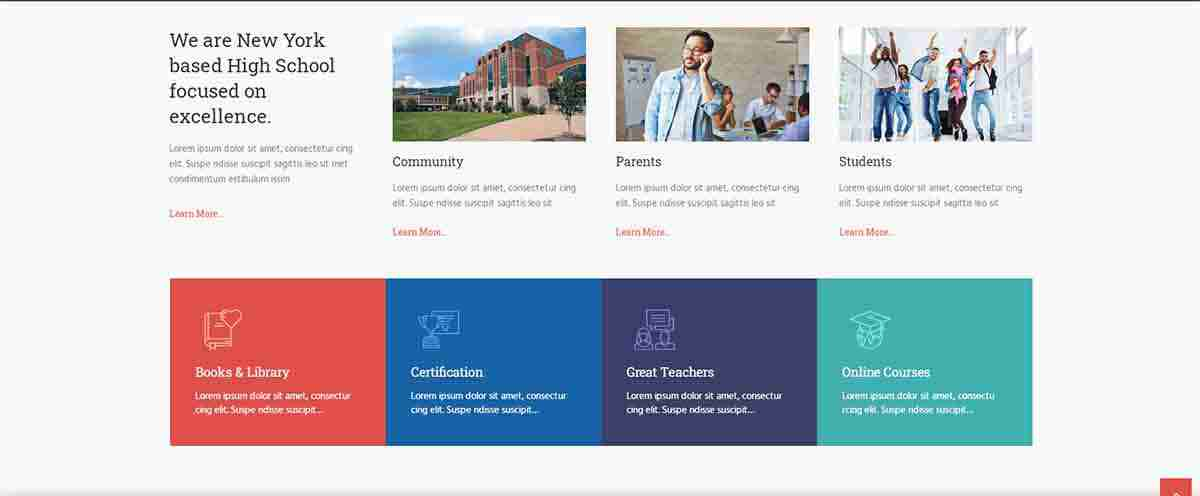 We are New York
based High School
focused on
excellence.
Lorem ipsum dolor sit amet, consectetur cing
elit. Suspe ndisse suscipit sagittis leo sit met
condimentum estibulum issim
Learn More...
Community
Lorem ipsum dolor sit amet, consectetur cing
elit. Suspe ndisse suscipit sagittis leo sit
Learn More...
Parents
Lorem ipsum dolor sit amet, consectetur cing
elit. Suspe ndisse suscipit sagittis leo sit
Learn More...
Students
Lorem ipsum dolor sit amet, consectetur cing
elit. Suspe ndisse suscipit sagittis leo sit
Learn More...
Books & Library
Lorem ipsum dolor sit amet, consectur
cing elit. Suspe ndisse suscipit...
Certification
Lorem ipsum dolor sit amet, consectur
cing elit. Suspe ndisse suscipit...
Great Teachers
Lorem ipsum dolor sit amet, consectur
cing elit. Suspe ndisse suscipit...
Online Courses
Lorem ipsum dolor sit amet, consectu
rcing elit. Suspe ndisse suscipit...